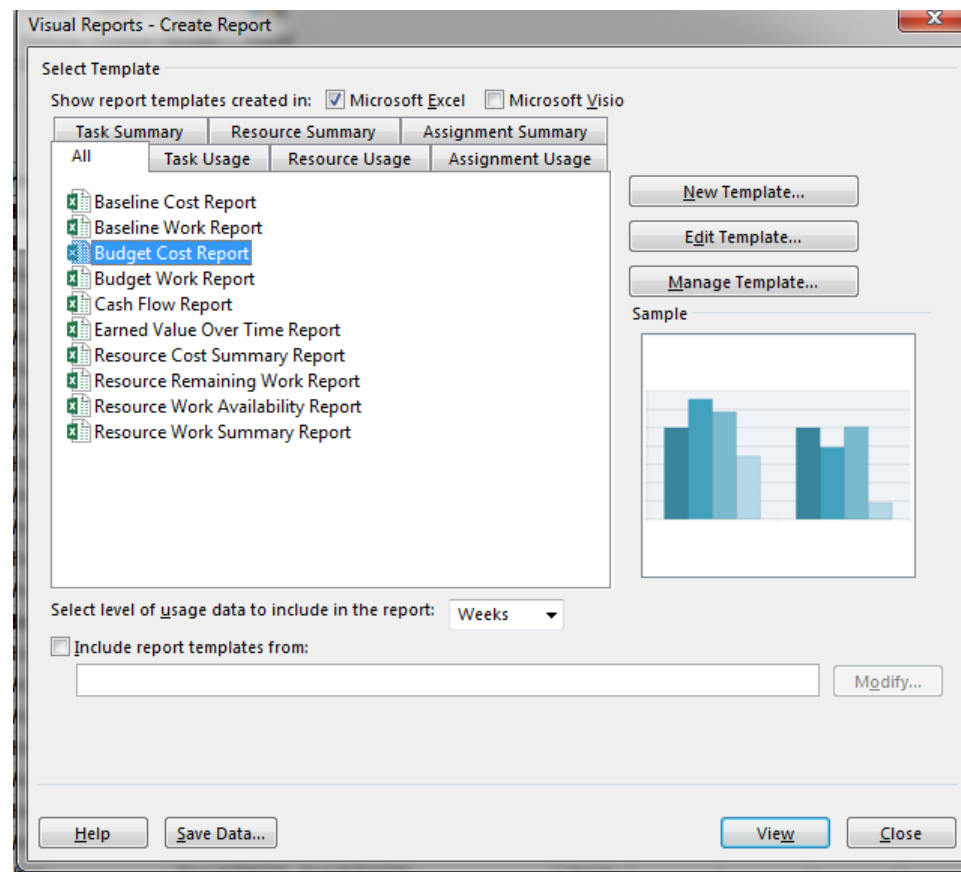 Visual Reports - Create Report
Select Template
Show report templates created in: Microsoft Excel Microsoft Visio
Task Summary Resource Summary Assignment Summary
All Task Usage Resource Usage Assignment Usage
Baseline Cost Report
Baseline Work Report
Budget Cost Report
Budget Work Report
Cash Flow Report
Earned Value Over Time Report
Resource Cost Summary Report
Resource Remaining Work Report
Resource Work Availability Report
Resource Work Summary Report
New Template...
Edit Template...
Manage Template...
Sample
Select level of usage data to include in the report: Weeks
Include report templates from:
Modify...
Help Save Data... View Close